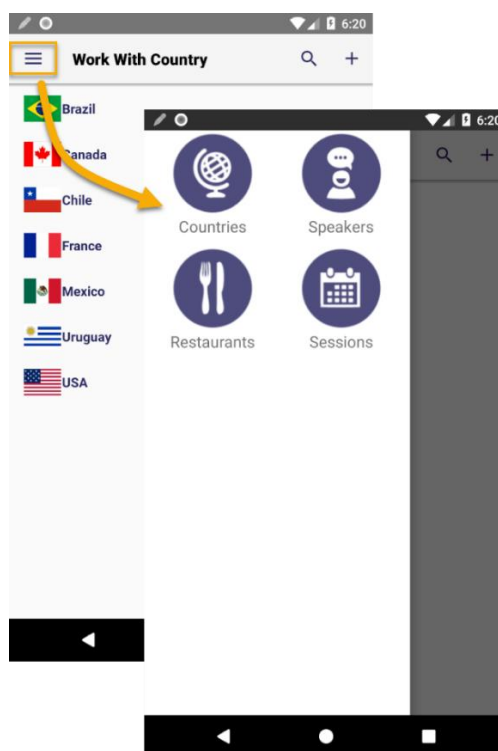 6:20
Work With Country
Brazil
Canada
Chile
France
Mexico
Uruguay
USA
6:20
Countries Speakers
Restaurants Sessions